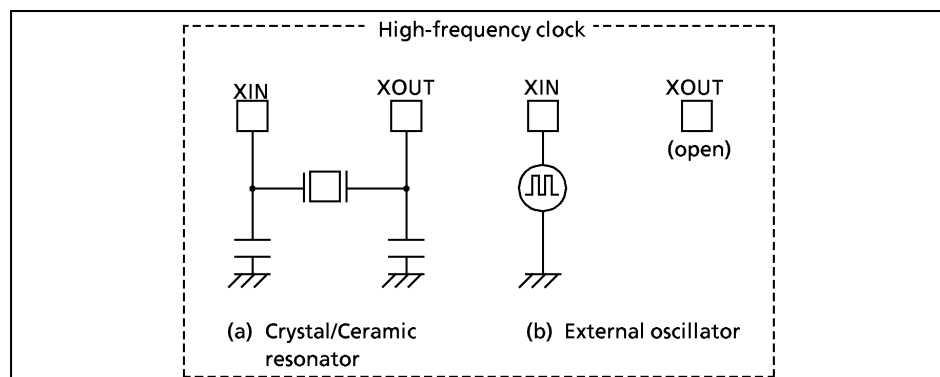 High-frequency clock
XIN
XOUT
XIN
XOUT
(open)
(a) Crystal/Ceramic
resonator
(b) External oscillator